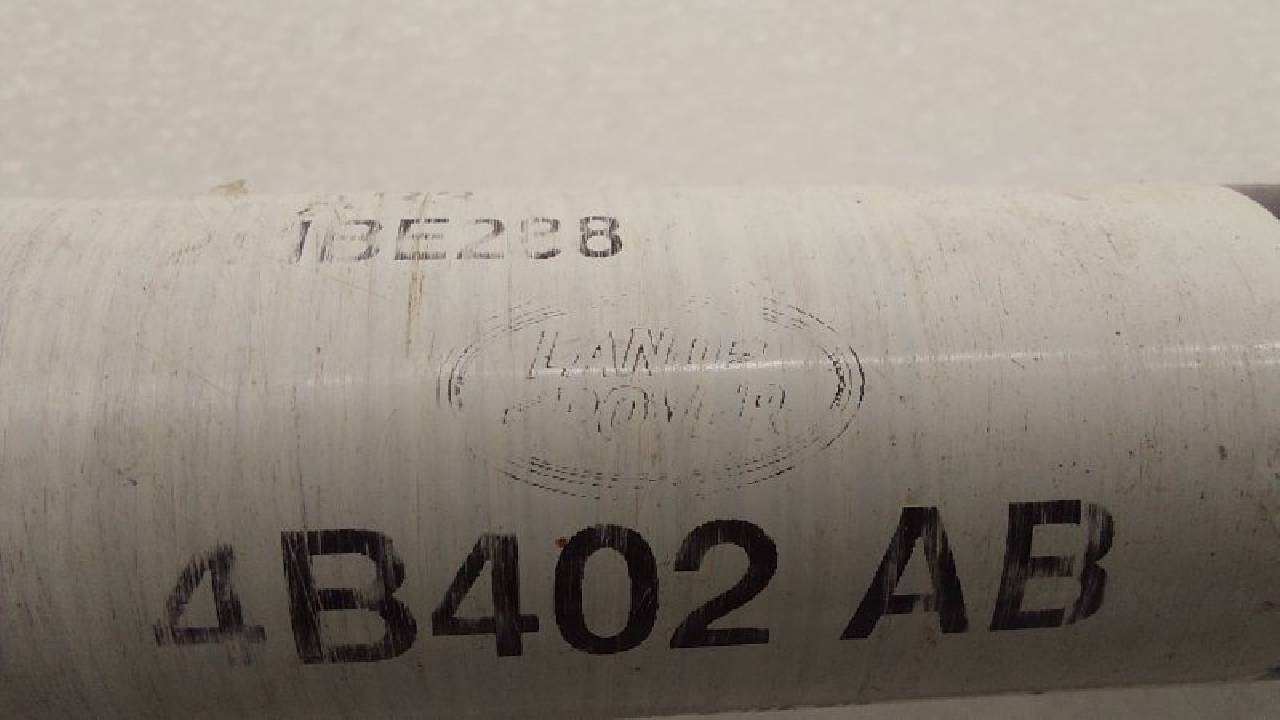 1BE288
LAND
ROVER
4B402 AB